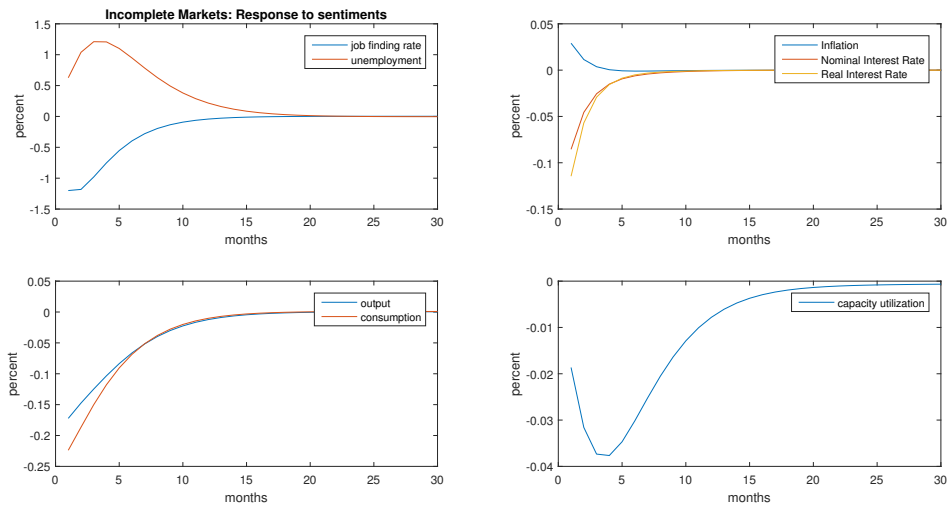 Incomplete Markets: Response to sentiments
1.5
1
0.5
0
-0.5
-1
-1.5
percent
job finding rate
unemployment
0 5 10 15 20 25 30
months
0.05
0
-0.05
-0.1
-0.15
percent
Inflation
Nominal Interest Rate
Real Interest Rate
0 5 10 15 20 25 30
months
0.05
0
-0.05
-0.1
-0.15
-0.2
-0.25
percent
output
consumption
0 5 10 15 20 25 30
months
0
-0.01
-0.02
-0.03
-0.04
percent
capacity utilization
0 5 10 15 20 25 30
months